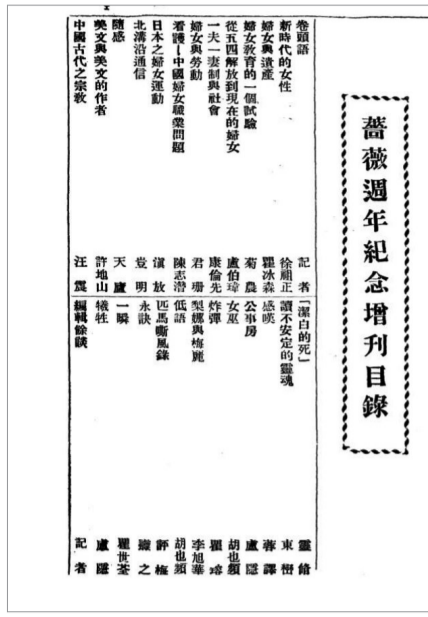 薔薇週年紀念增刊目錄
卷頭語 記者
新時代的女性 徐祖正
婦女與遺產 瞿冰森
婦女教育的一個試驗 菊農
從五四解放到現在的婦女 盧伯瑋
一夫一妻制與社會 康倫先
婦女與勞動 君珊
看護—中國婦女職業問題 陳志潛
日本之婦女運動 放
北溝沿通信 豈明
隨感 天廬
美文與美文的作者 許地山
中國古代之宗教 汪震
「潔白的死」 靈
讀不安定的靈魂 東巒
感嘆 蓉譯
公事房 盧隱
女巫 胡也頻
炸彈 瞿
梨娜與梅麗 李旭華
低語 胡也頻
匹馬嘶風錄 評梅
永訣 之
一瞬 瞿世荃
犧牲 盧隱
編輯餘談 記者